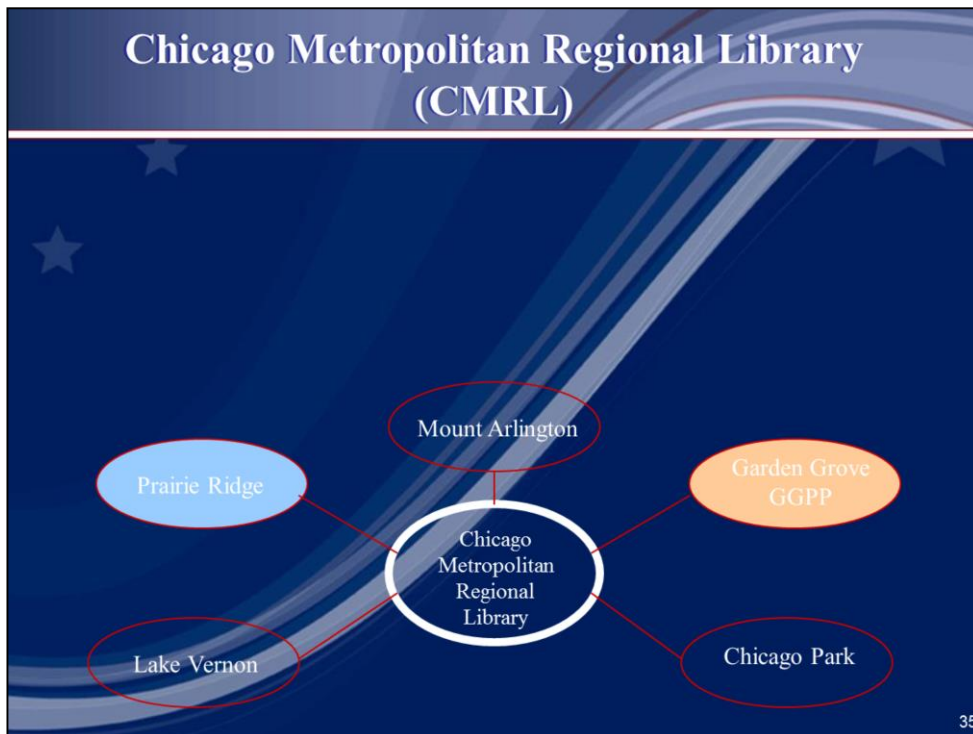 Chicago Metropolitan Regional Library
(CMRL)
Mount Arlington
Prairie Ridge
Garden Grove
GGPP
Chicago
Metropolitan
Regional
Library
Lake Vernon
Chicago Park
35